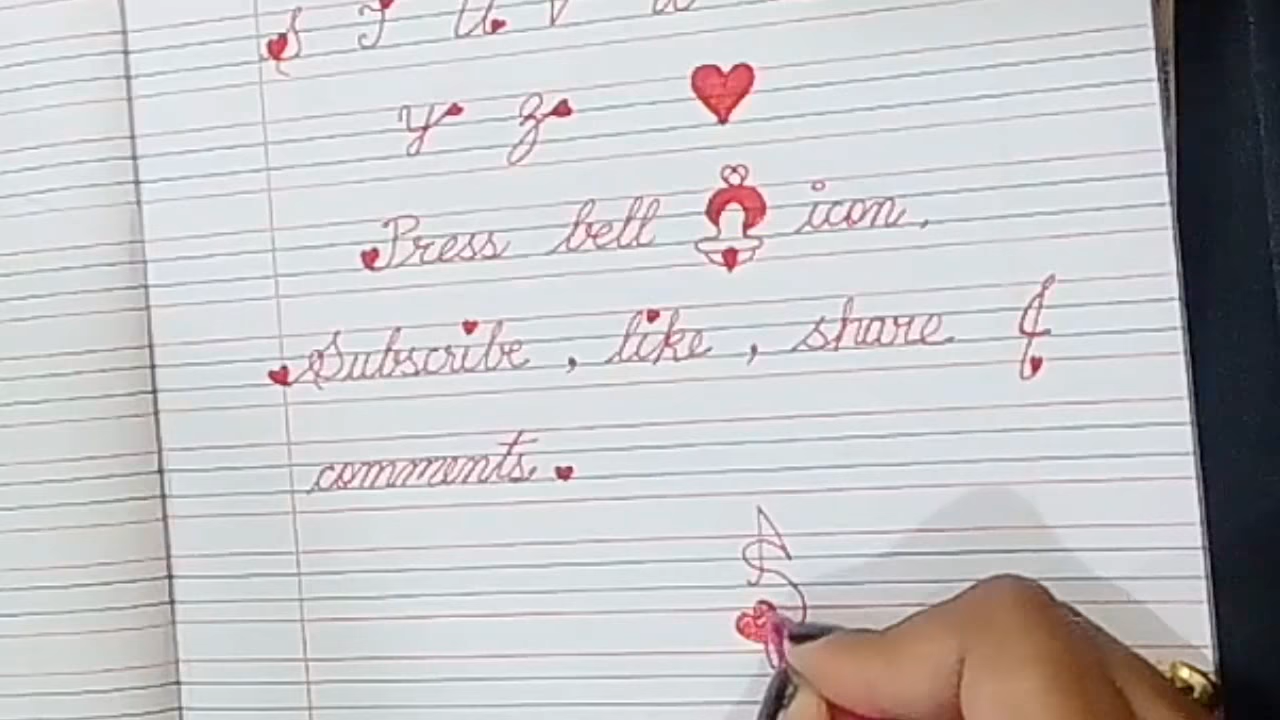 S T U V
y z
Press bell icon.
Subscribe, like, share &
comments.
S